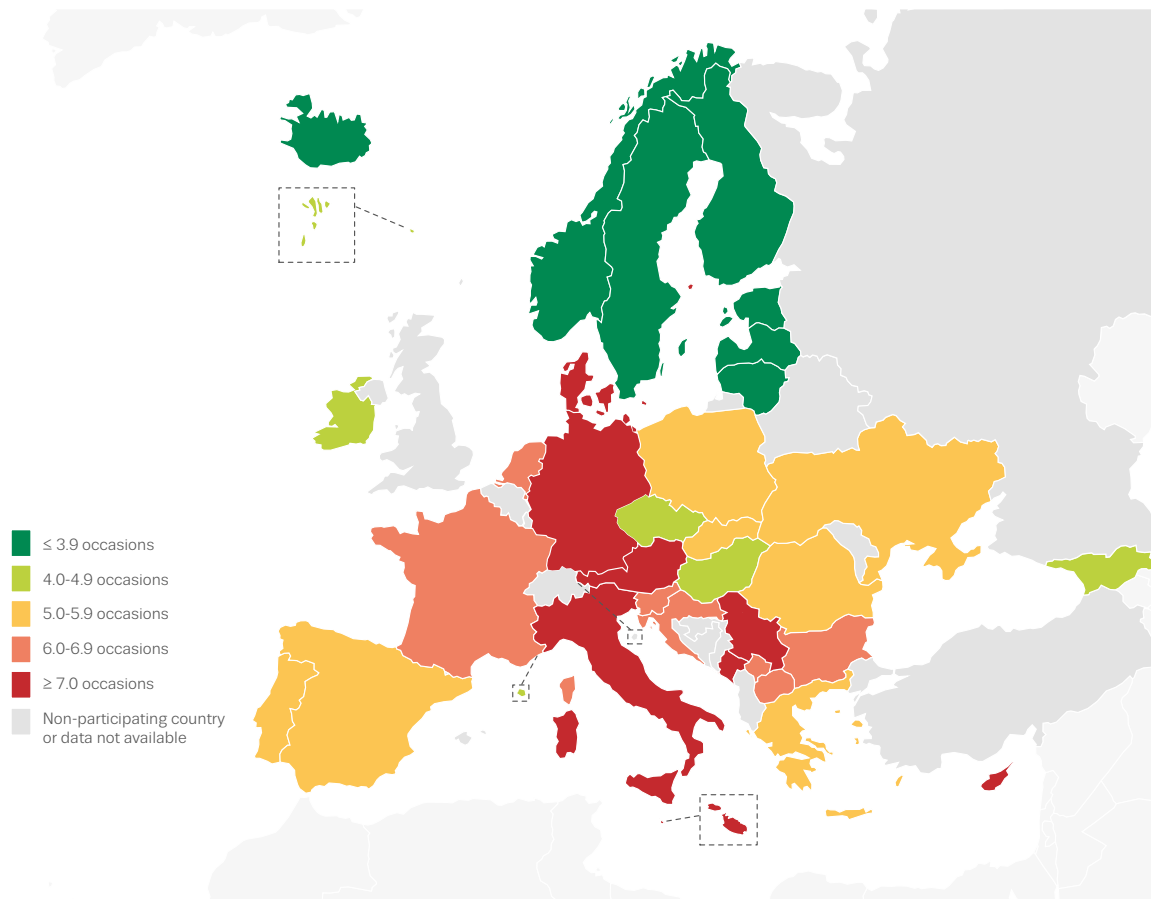 ≤ 3.9 occasions
4.0-4.9 occasions
5.0-5.9 occasions
6.0-6.9 occasions
≥ 7.0 occasions
Non-participating country
or data not available